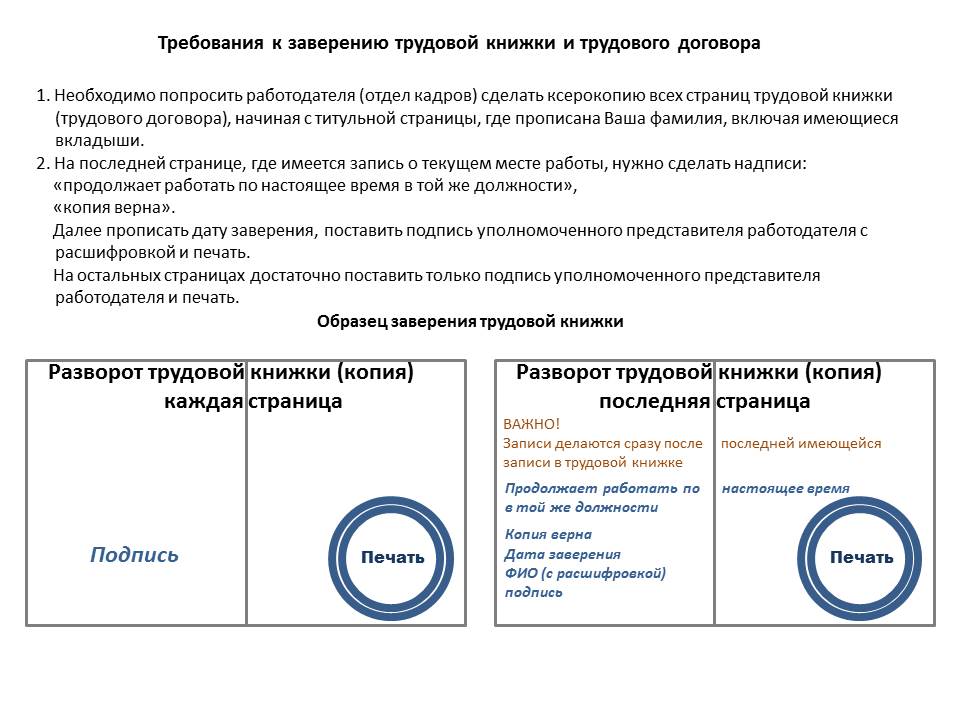 Требования к заверению трудовой книжки и трудового договора
1. Необходимо попросить работодателя (отдел кадров) сделать ксерокопию всех страниц трудовой книжки
(трудового договора), начиная с титульной страницы, где прописана Ваша фамилия, включая имеющиеся
вкладыши.
2. На последней странице, где имеется запись о текущем месте работы, нужно сделать надписи:
«продолжает работать по настоящее время в той же должности»,
«копия верна».
Далее прописать дату заверения, поставить подпись уполномоченного представителя работодателя с
расшифровкой и печать.
На остальных страницах достаточно поставить только подпись уполномоченного представителя
работодателя и печать.
Образец заверения трудовой книжки
Разворот трудовой книжки (копия)
каждая страница
Подпись
Печать
Разворот трудовой книжки (копия)
последняя страница
ВАЖНО!
Записи делаются сразу после последней имеющейся
записи в трудовой книжке
Продолжает работать по настоящее время
в той же должности
Копия верна
Дата заверения
ФИО (с расшифровкой)
подпись
Печать